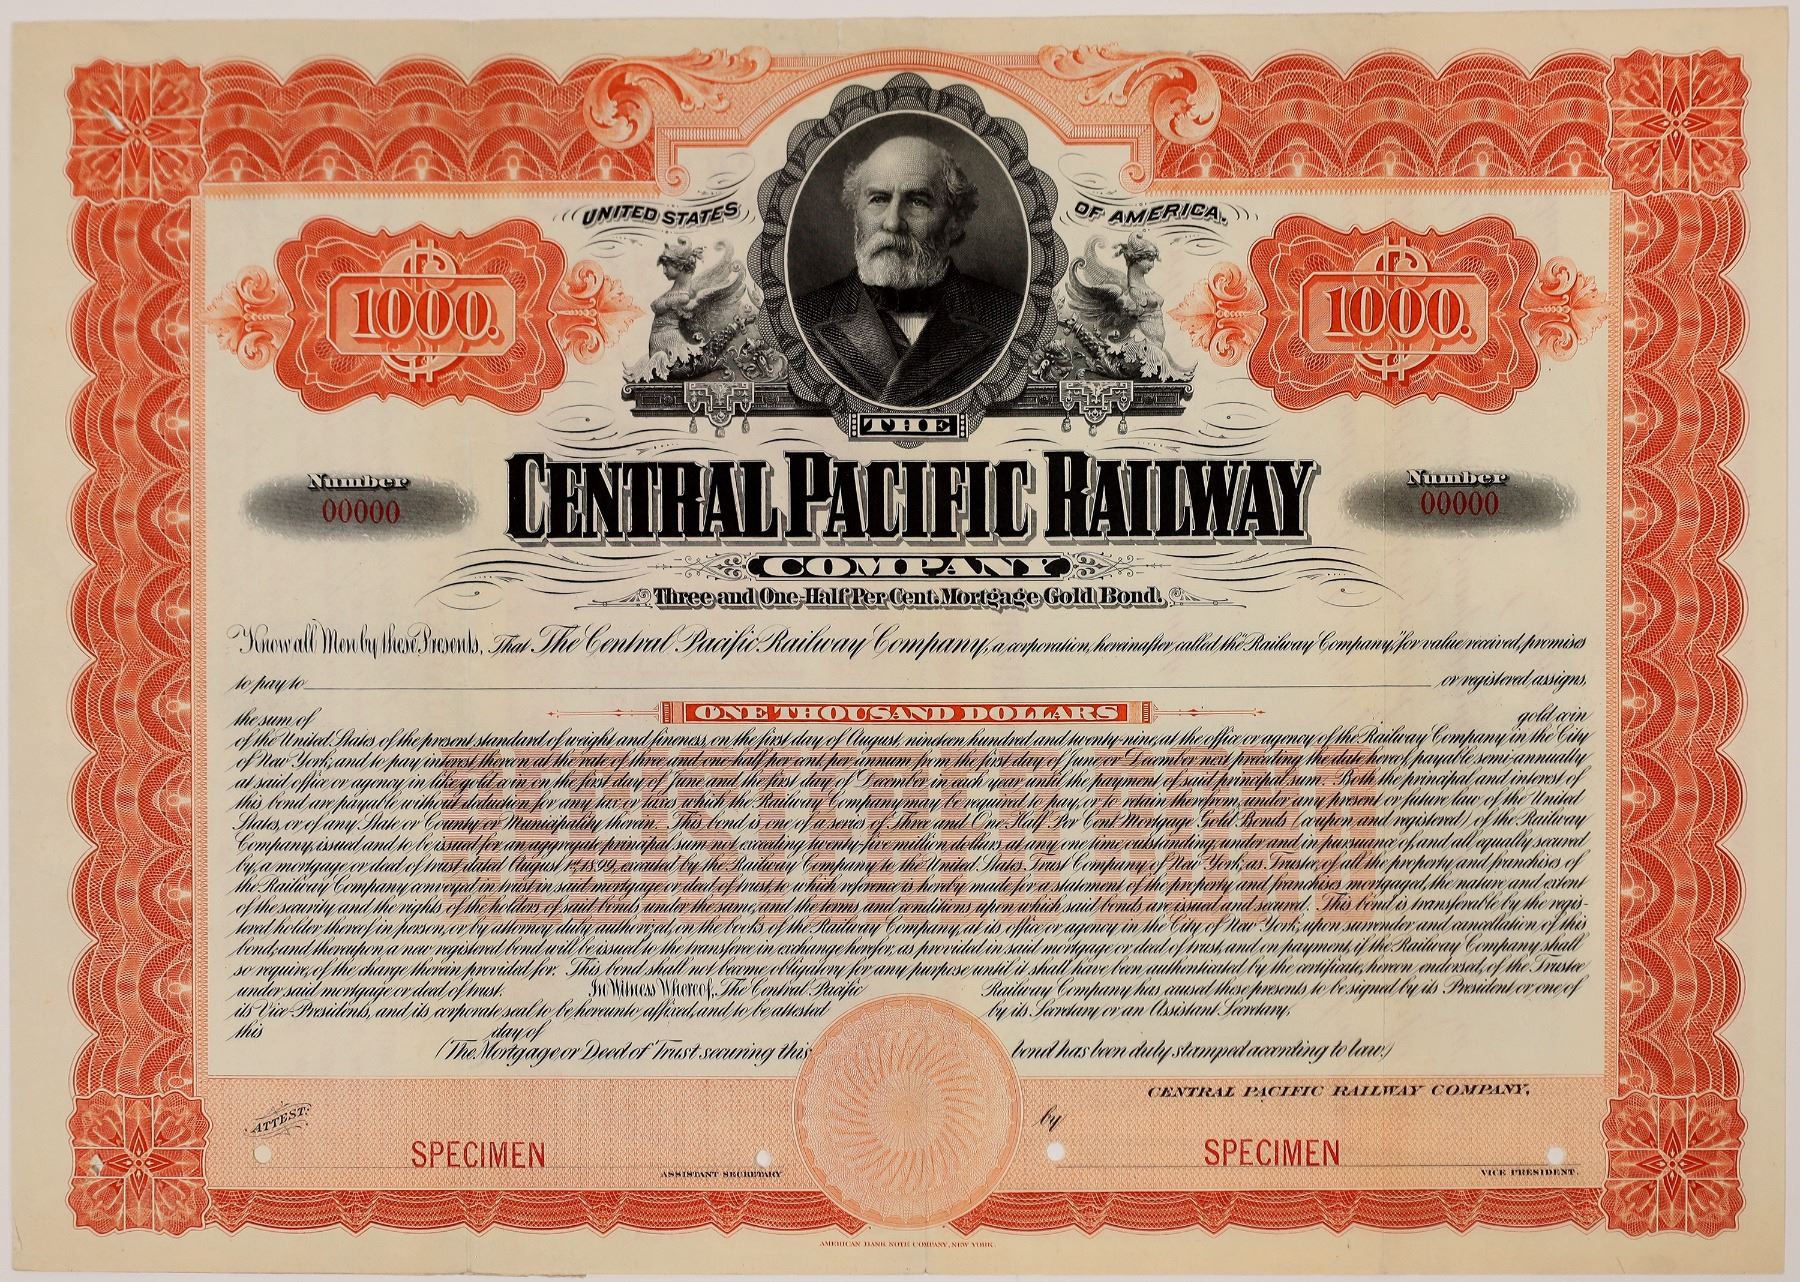 UNITED STATES OF AMERICA.
1000. 1000.
THE
Number CENTRAL PACIFIC RAILWAY Number
00000 00000
COMPANY
Three and One-Half Per Cent. Mortgage Gold Bond.
Know all Men by these Presents, That The Central Pacific Railway Company, a corporation, hereinafter called the "Railway Company," for value received, promises
to pay to or registered assigns,
the sum of ONE THOUSAND DOLLARS gold coin
of the United States of the present standard of weight and fineness, on the first day of August, nineteen hundred and twenty-nine, at the office or agency of the Railway Company in the City
of New York, and to pay interest thereon at the rate of three and one half per cent. per annum from the first day of June or December next preceding the date hereof, payable semi-annually
at said office or agency in like gold coin on the first day of June and the first day of December in each year until the payment of said principal sum. Both the principal and interest of
this bond are payable without deduction for any tax or taxes which the Railway Company may be required to pay, or to retain therefrom, under any present or future law of the United
States, or of any State or County or Municipality therein. This bond is one of a series of Three and One-Half Per Cent. Mortgage Gold Bonds (coupon and registered) of the Railway
Company, issued and to be issued for an aggregate principal sum not exceeding twenty-five million dollars at any one time outstanding, under and in pursuance of, and all equally secured
by, a mortgage or deed of trust dated August 1st, 1899, executed by the Railway Company to the United States Trust Company of New York, as Trustee, of all the property and franchises of
the Railway Company conveyed in trust in said mortgage or deed of trust, to which reference is hereby made for a statement of the property and franchises mortgaged, the nature and extent
of the security and the rights of the holders of said bonds under the same, and the terms and conditions upon which said bonds are issued and secured. This bond is transferable by the regis-
tered holder thereof in person, or by attorney duly authorized, on the books of the Railway Company, at its office or agency in the City of New York, upon surrender and cancellation of this
bond; and thereupon a new registered bond will be issued to the transferee in exchange herefor, as provided in said mortgage or deed of trust, and on payment, if the Railway Company shall
so require, of the charge therein provided for. This bond shall not become obligatory for any purpose until it shall have been authenticated by the certificate, hereon endorsed, of the Trustee
under said mortgage or deed of trust. In Witness Whereof, The Central Pacific Railway Company has caused these presents to be signed by its President or one of
its Vice-Presidents, and its corporate seal to be hereunto affixed, and to be attested by its Secretary or an Assistant Secretary,
this day of
(The Mortgage or Deed of Trust securing this bond has been duly stamped according to law.)
CENTRAL PACIFIC RAILWAY COMPANY,
ATTEST: by
SPECIMEN SPECIMEN
ASSISTANT SECRETARY VICE PRESIDENT.
AMERICAN BANK NOTE COMPANY, NEW YORK.